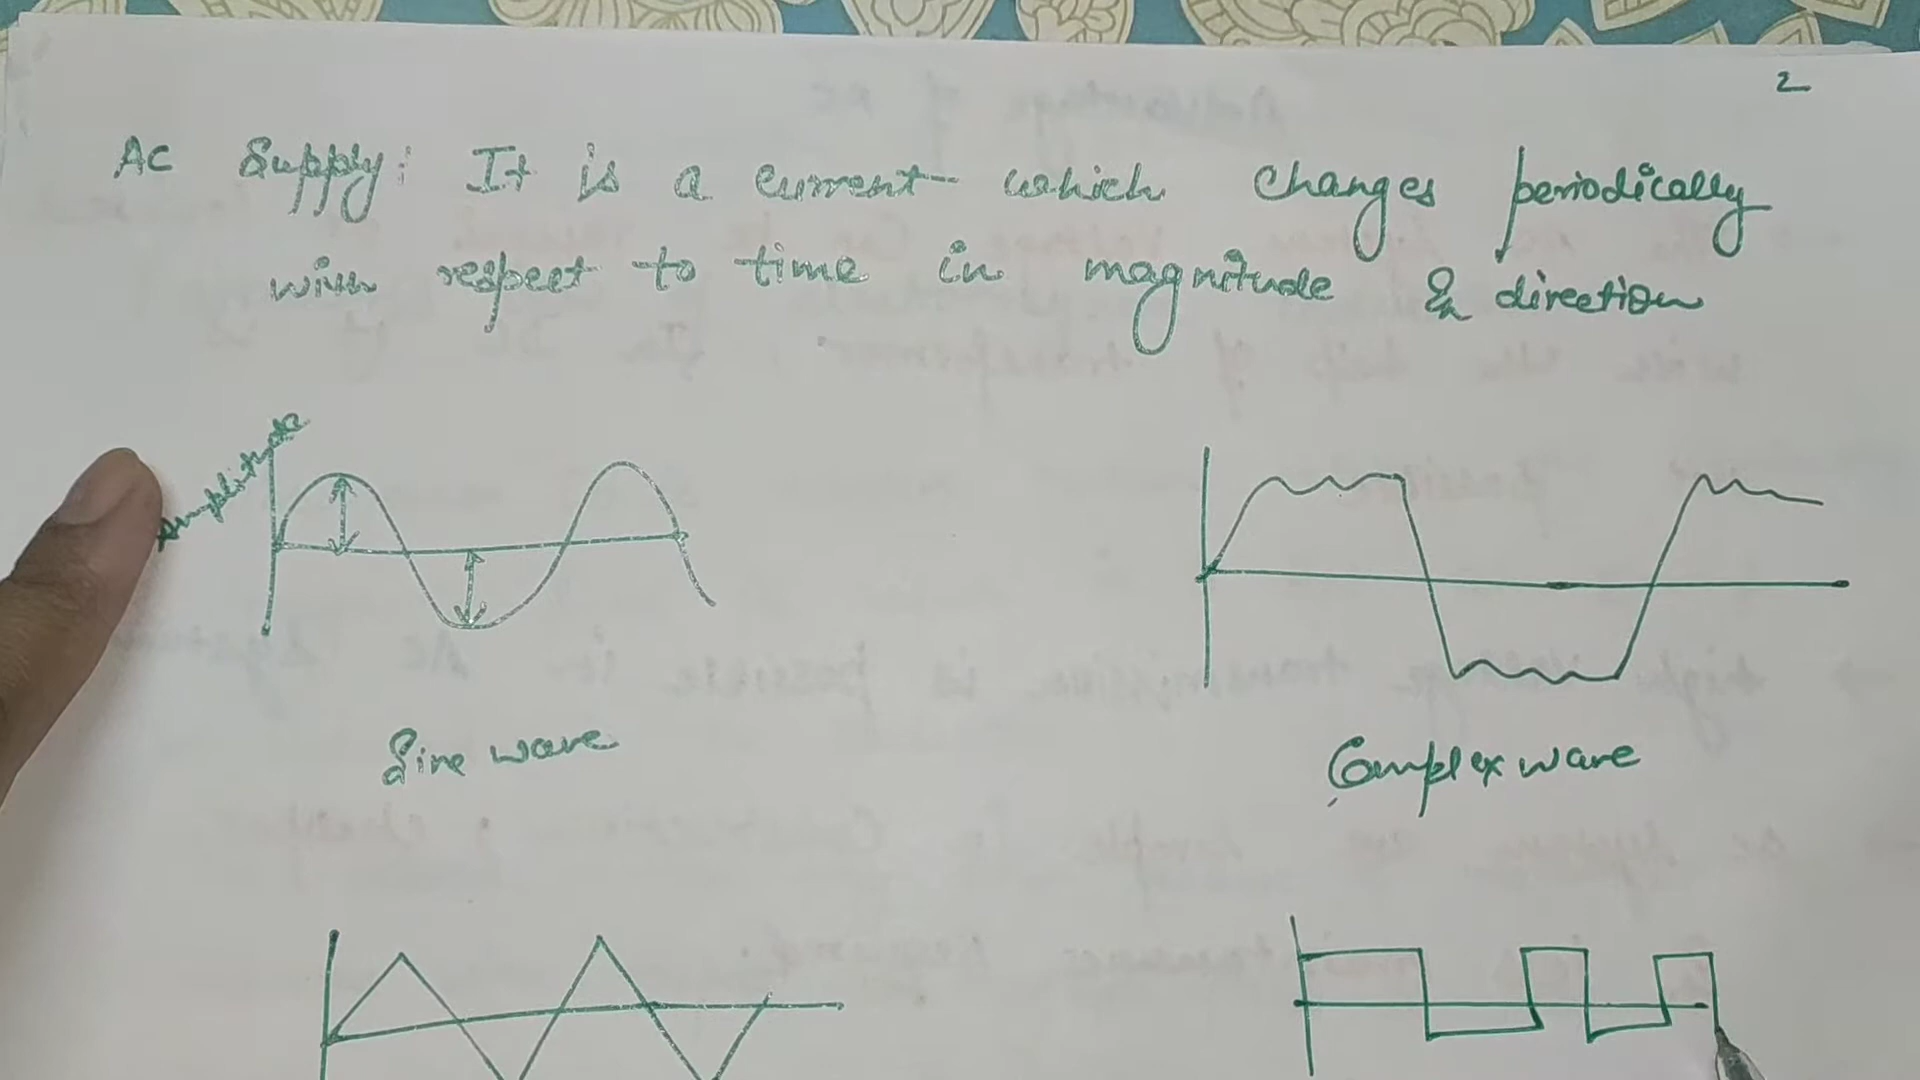 2
AC Supply: It is a current which changes periodically
with respect to time in magnitude & direction
Amplitude
Sine wave
Complex wave